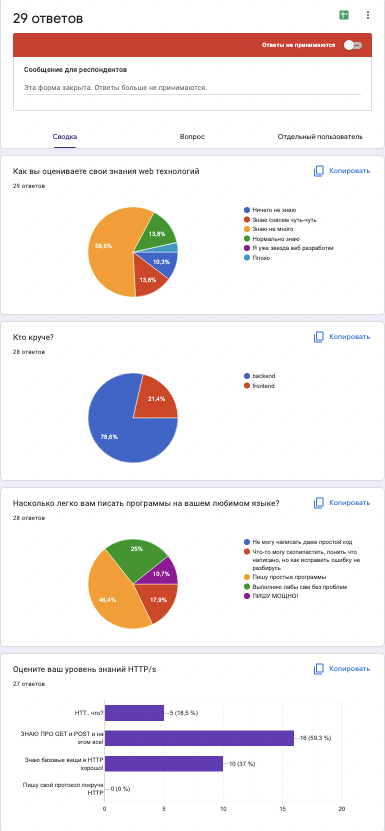 29 ответов
Ответы не принимаются
Сообщение для респондентов
Эта форма закрыта. Ответы больше не принимаются.
Сводка
Вопрос
Отдельный пользователь
Как вы оцениваете свои знания web технологий
Копировать
29 ответов
58,6%
13,8%
10,3%
13,8%
Ничего не знаю
Знаю совсем чуть-чуть
Знаю не много
Нормально знаю
Я уже звезда веб разработки
Плохо
Кто круче?
Копировать
28 ответов
21,4%
78,6%
backend
frontend
Насколько легко вам писать программы на вашем любимом языке?
Копировать
28 ответов
25%
10,7%
46,4%
17,9%
Не могу написать даже простой код
Что-то могу скопипастить, понять что
написано, но как исправить ошибку не
разбирусь
Пишу простые программы
Выполняю лабы сам без проблем
ПИШУ МОЩНО!
Оцените ваш уровень знаний HTTP/s
Копировать
27 ответов
HTT.. что?
5 (18,5 %)
ЗНАЮ ПРО GET и POST и на
этом все!
16 (59,3 %)
Знаю базовые вещи в HTTP
хорошо!
10 (37 %)
Пишу свой протокол покруче
HTTP
0 (0 %)
0
5
10
15
20